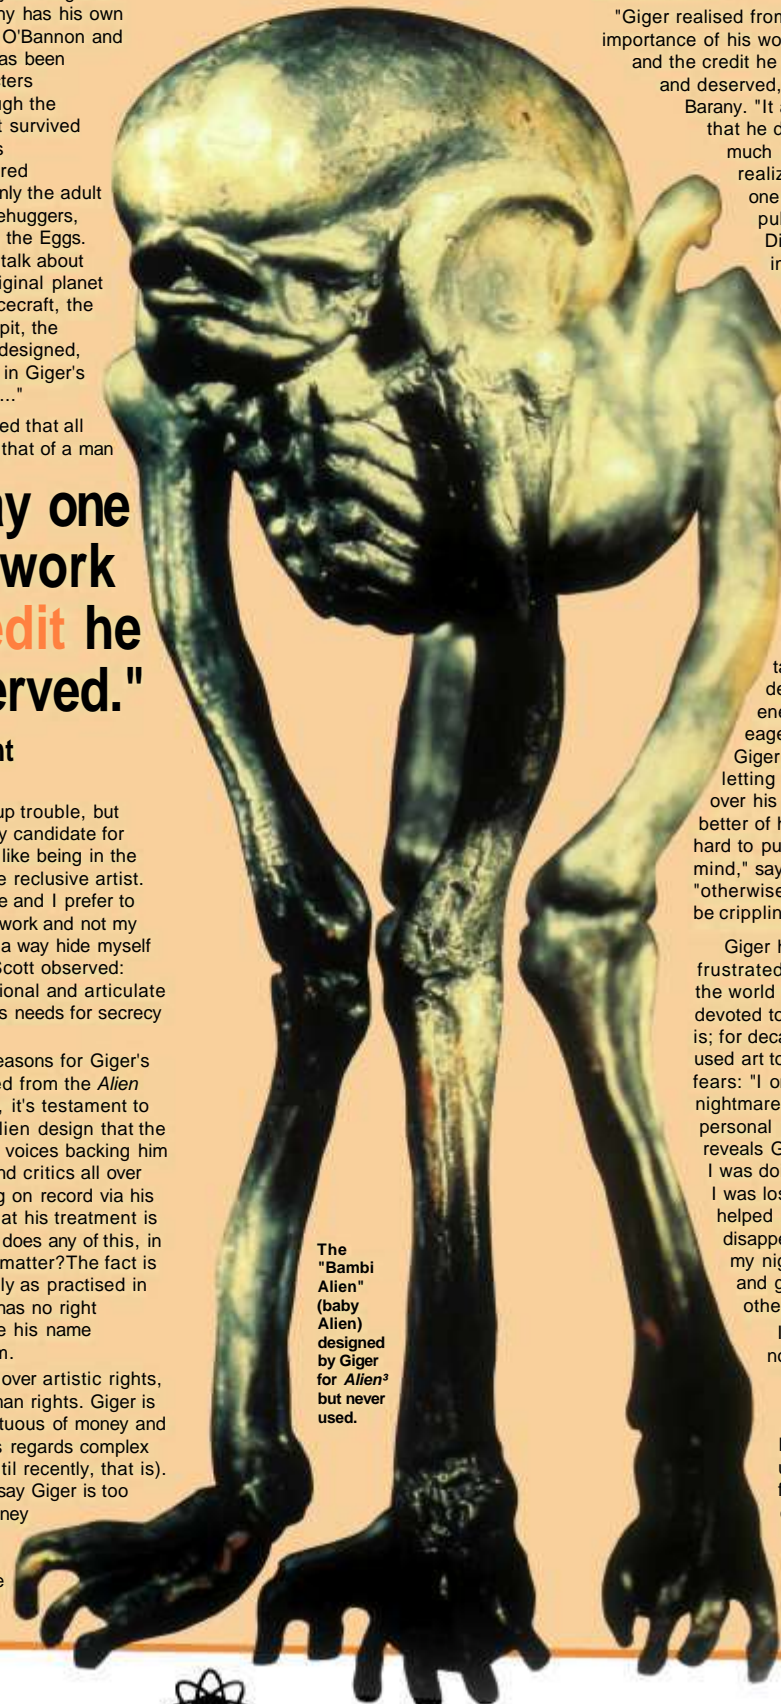 ny has his own
O'Bannon and
as been
ters
ugh the
t survived
s
red
nly the adult
ehuggers,
the Eggs.
talk about
iginal planet
cecraft, the
pit, the
designed,
in Giger's
..."
ed that all
that of a man
ay one
work
edit he
erved."
nt
up trouble, but
y candidate for
like being in the
e reclusive artist.
e and I prefer to
work and not my
a way hide myself
Scott observed:
ional and articulate
s needs for secrecy
easons for Giger's
ed from the Alien
, it's testament to
lien design that the
voices backing him
nd critics all over
g on record via his
at his treatment is
does any of this, in
matter?The fact is
ly as practised in
has no right
e his name
m.
over artistic rights,
man rights. Giger is
tuous of money and
s regards complex
til recently, that is).
say Giger is too
ney
e
The
"Bambi
Alien"
(baby
Alien)
designed
by Giger
for Alien³
but never
used.
"Giger realised from
importance of his wo
and the credit he
and deserved,
Barany. "It a
that he d
much
realiz
one
pu
Di
in
ta
de
ene
eage
Giger
letting
over his
better of h
hard to pu
mind," say
"otherwise
be cripplin
Giger h
frustrated
the world
devoted to
is; for deca
used art to
fears: "I o
nightmare
personal
reveals G
I was do
I was los
helped
disappe
my nig
and g
othe
I
no